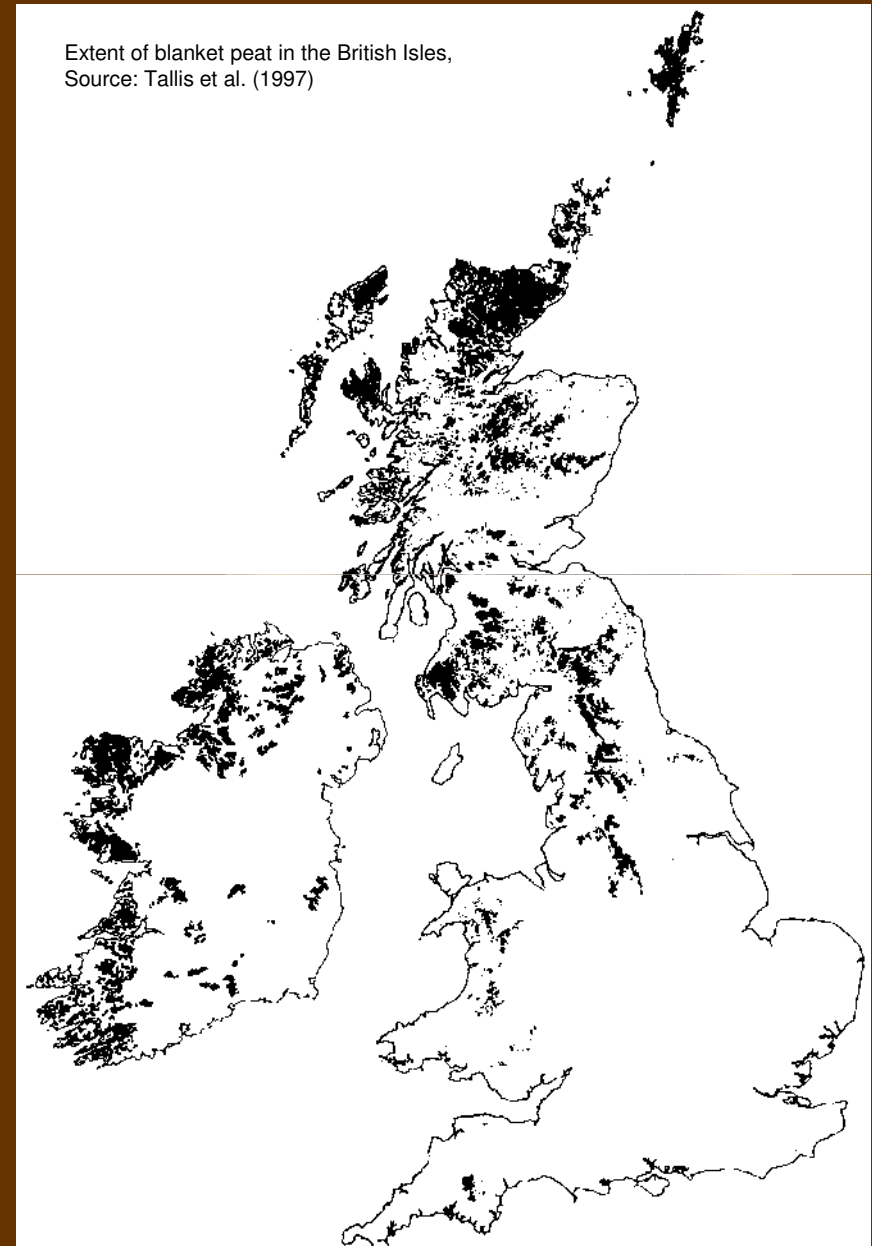 Extent of blanket peat in the British Isles,
Source: Tallis et al. (1997)